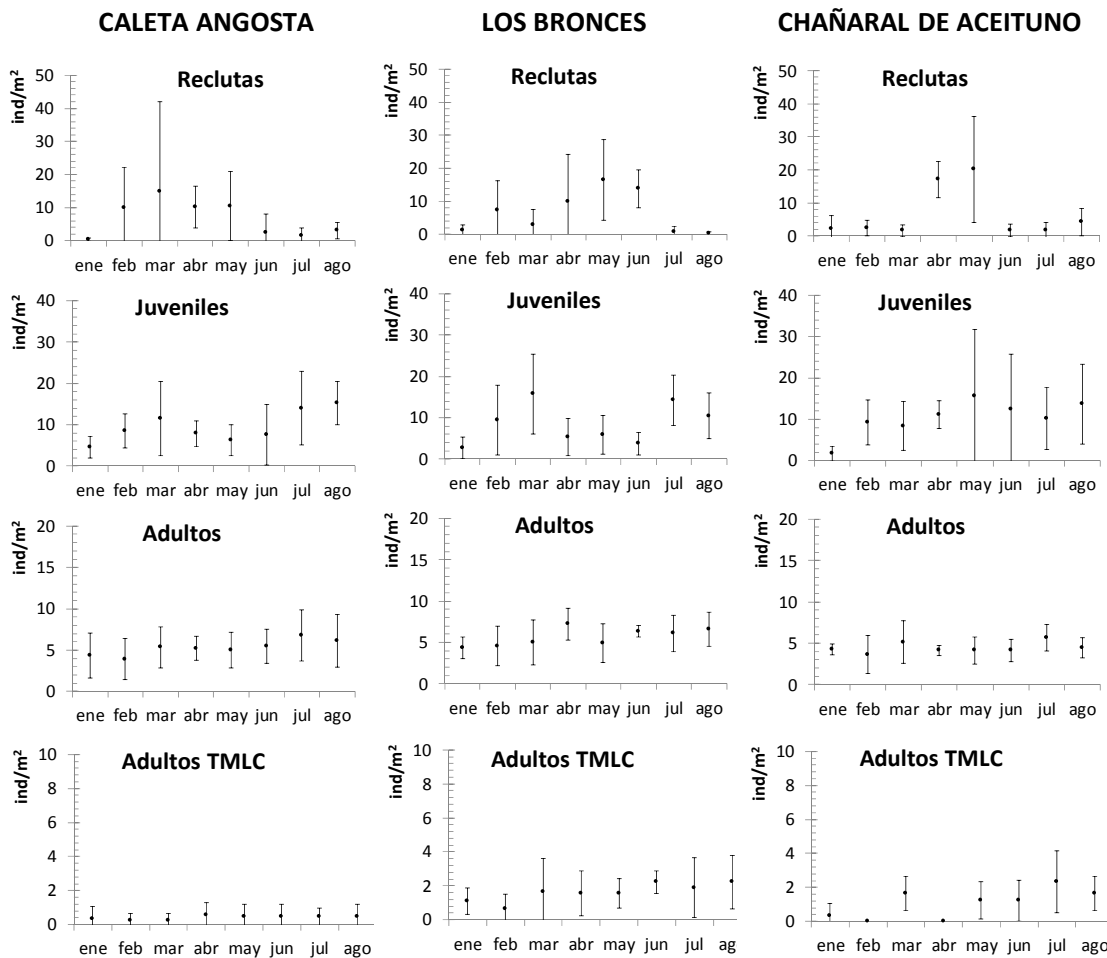 CALETA ANGOSTA LOS BRONCES CHAÑARAL DE ACEITUNO
Reclutas
ind/m²
50
40
30
20
10
0
ene feb mar abr may jun jul ago
Reclutas
ind/m²
50
40
30
20
10
0
ene feb mar abr may jun jul ago
Reclutas
ind/m²
50
40
30
20
10
0
ene feb mar abr may jun jul ago
Juveniles
ind/m²
40
30
20
10
0
ene feb mar abr may jun jul ago
Juveniles
ind/m²
40
30
20
10
0
ene feb mar abr may jun jul ago
Juveniles
ind/m²
40
30
20
10
0
ene feb mar abr may jun jul ago
Adultos
ind/m²
20
15
10
5
0
ene feb mar abr may jun jul ago
Adultos
ind/m²
20
15
10
5
0
ene feb mar abr may jun jul ago
Adultos
ind/m²
20
15
10
5
0
ene feb mar abr may jun jul ago
Adultos TMLC
ind/m²
10
8
6
4
2
0
ene feb mar abr may jun jul ago
Adultos TMLC
ind/m²
10
8
6
4
2
0
ene feb mar abr may jun jul ag
Adultos TMLC
ind/m²
10
8
6
4
2
0
ene feb mar abr may jun jul ago